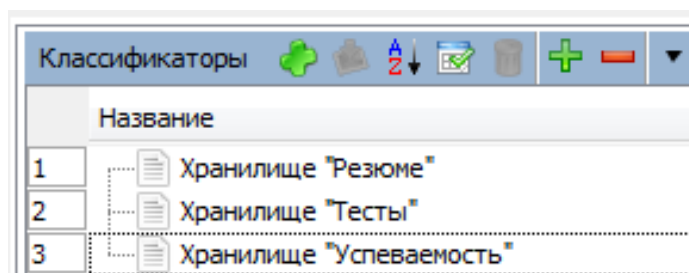 Классификаторы
Название
1 Хранилище "Резюме"
2 Хранилище "Тесты"
3 Хранилище "Успеваемость"